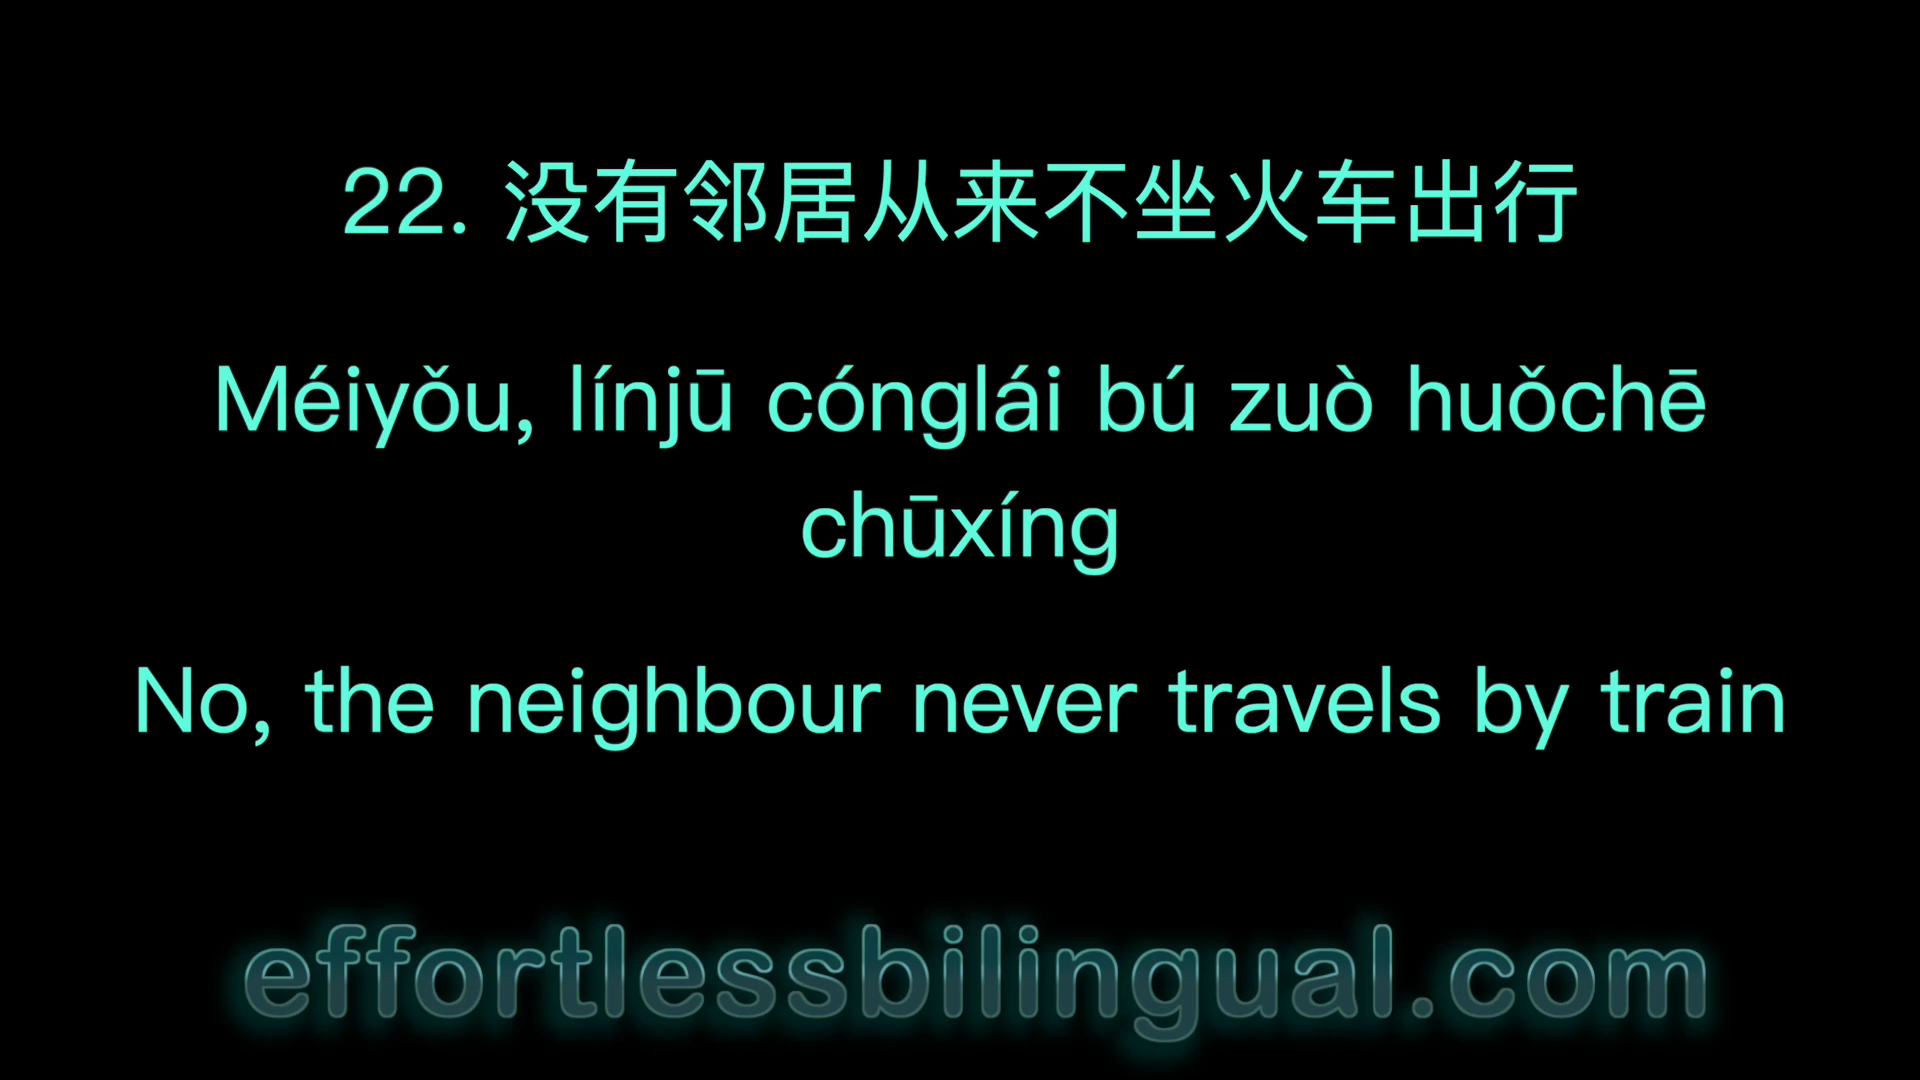 22. 没有邻居从来不坐火车出行
Méiyǒu, línjū cónglái bú zuò huǒchē
chūxíng
No, the neighbour never travels by train
effortlessbilingual.com